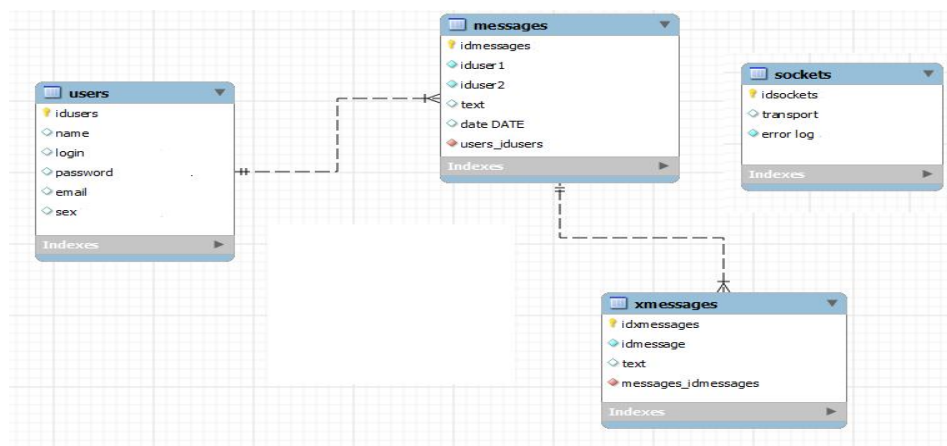 users
idusers
name
login
password
email
sex
Indexes
messages
idmessages
iduser1
iduser2
text
date DATE
users_idusers
Indexes
sockets
idsockets
transport
error log
Indexes
xmessages
idxmessages
idmessage
text
messages_idmessages
Indexes